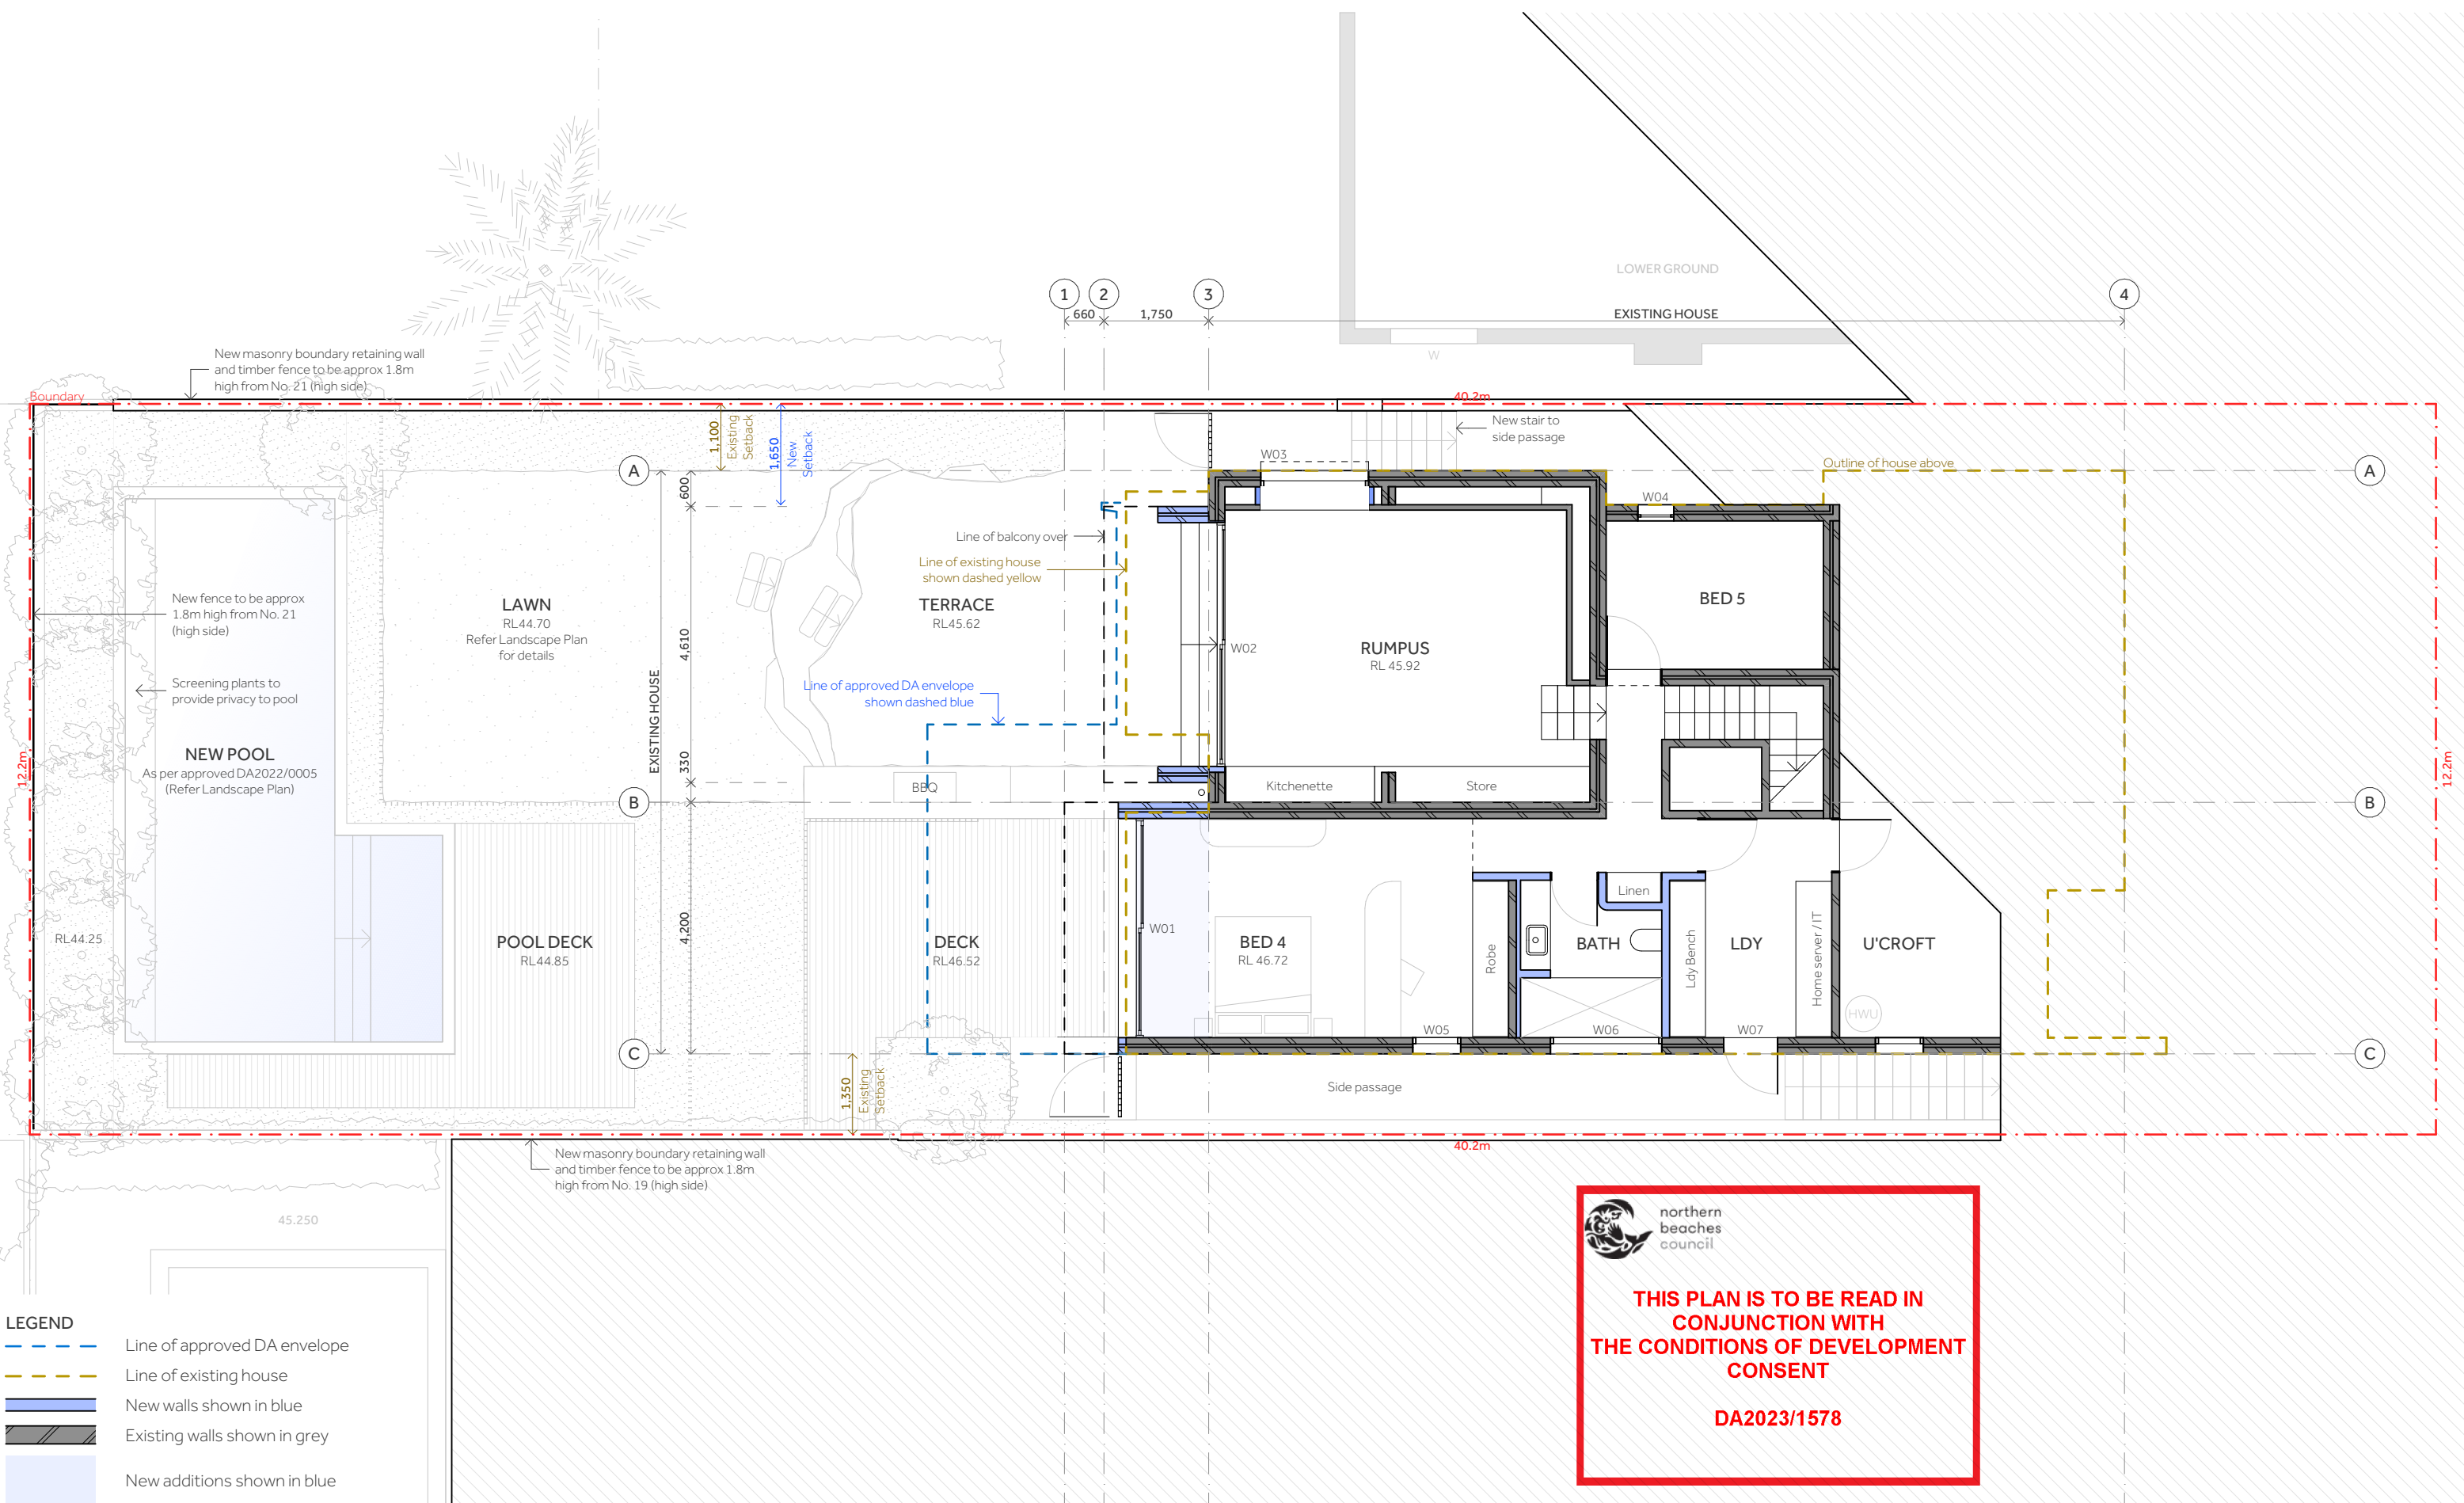 LOWER GROUND
1
2
3
4
660
1,750
EXISTING HOUSE
W
New masonry boundary retaining wall
and timber fence to be approx 1.8m
high from No. 21 (high side)
Boundary
40.2m
1,100
Existing
Setback
1,650
New
Setback
New stair to
side passage
W03
A
Outline of house above
A
600
W04
Line of balcony over
Line of existing house
shown dashed yellow
New fence to be approx
1.8m high from No. 21
(high side)
LAWN
RL44.70
Refer Landscape Plan
for details
TERRACE
RL45.62
BED 5
4,610
W02
RUMPUS
RL 45.92
Screening plants to
provide privacy to pool
Line of approved DA envelope
shown dashed blue
EXISTING HOUSE
NEW POOL
As per approved DA2022/0005
(Refer Landscape Plan)
12.2m
330
12.2m
BBQ
Kitchenette
Store
B
B
Linen
4,200
W01
RL44.25
POOL DECK
RL44.85
DECK
RL46.52
BED 4
RL 46.72
Robe
BATH
Ldy Bench
LDY
Home server / IT
U'CROFT
HWU
W05
W06
W07
C
C
1,350
Existing
Setback
Side passage
40.2m
New masonry boundary retaining wall
and timber fence to be approx 1.8m
high from No. 19 (high side)
45.250
northern
beaches
council
THIS PLAN IS TO BE READ IN
CONJUNCTION WITH
THE CONDITIONS OF DEVELOPMENT
CONSENT
DA2023/1578
LEGEND
Line of approved DA envelope
Line of existing house
New walls shown in blue
Existing walls shown in grey
New additions shown in blue